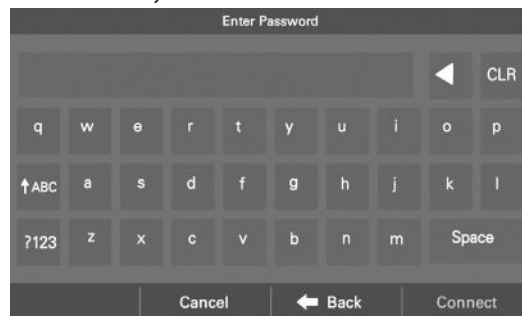 Enter Password
CLR
q w e r t y u i o p
↑ABC a s d f g h j k l
?123 z x c v b n m Space
Cancel Back Connect